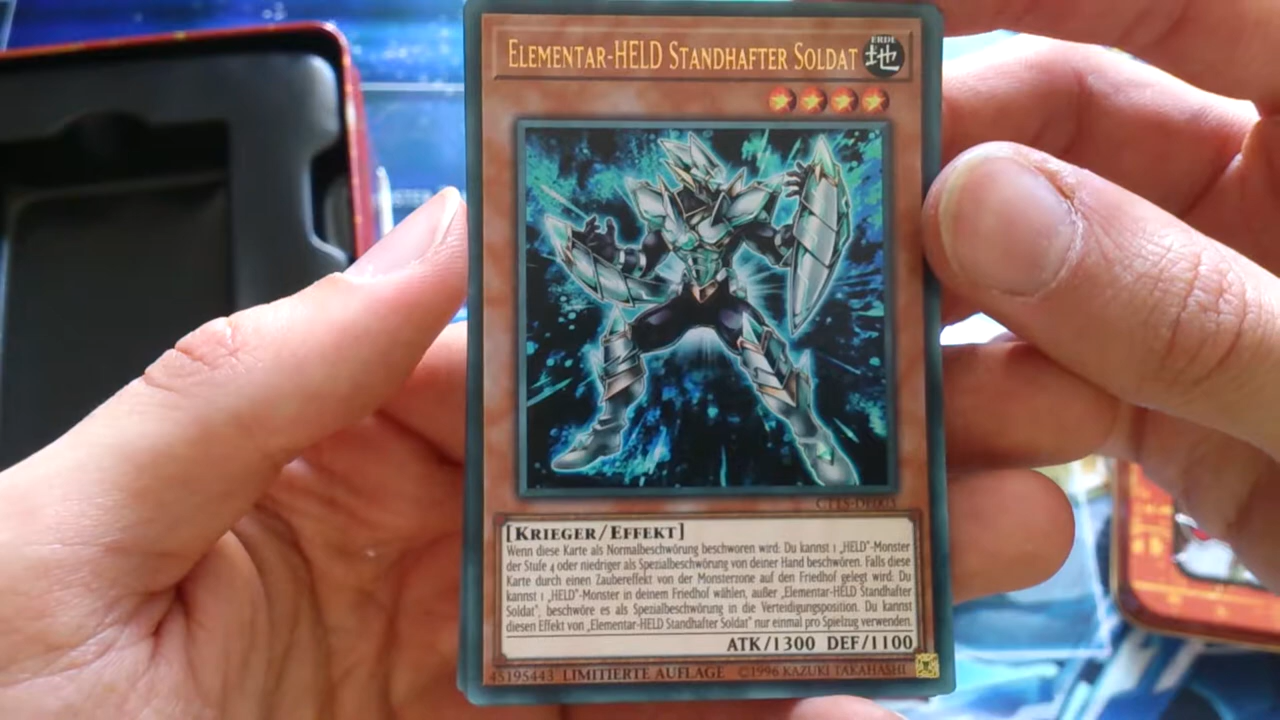 ELEMENTAR-HELD STANDHAFTER SOLDAT
ERDE
地
[KRIEGER/EFFEKT]
Wenn diese Karte als Normalbeschwörung beschworen wird: Du kannst 1 „HELD"-Monster
der Stufe 4 oder niedriger als Spezialbeschwörung von deiner Hand beschwören. Falls diese
Karte durch einen Zaubereffekt von der Monsterzone auf den Friedhof gelegt wird: Du
kannst 1 „HELD"-Monster in deinem Friedhof wählen, außer „Elementar-HELD Standhafter
Soldat", beschwöre es als Spezialbeschwörung in die Verteidigungsposition. Du kannst
diesen Effekt von „Elementar-HELD Standhafter Soldat" nur einmal pro Spielzug verwenden.
ATK/1300 DEF/1100
45195443 LIMITIERTE AUFLAGE ©1996 KAZUKI TAKAHASHI